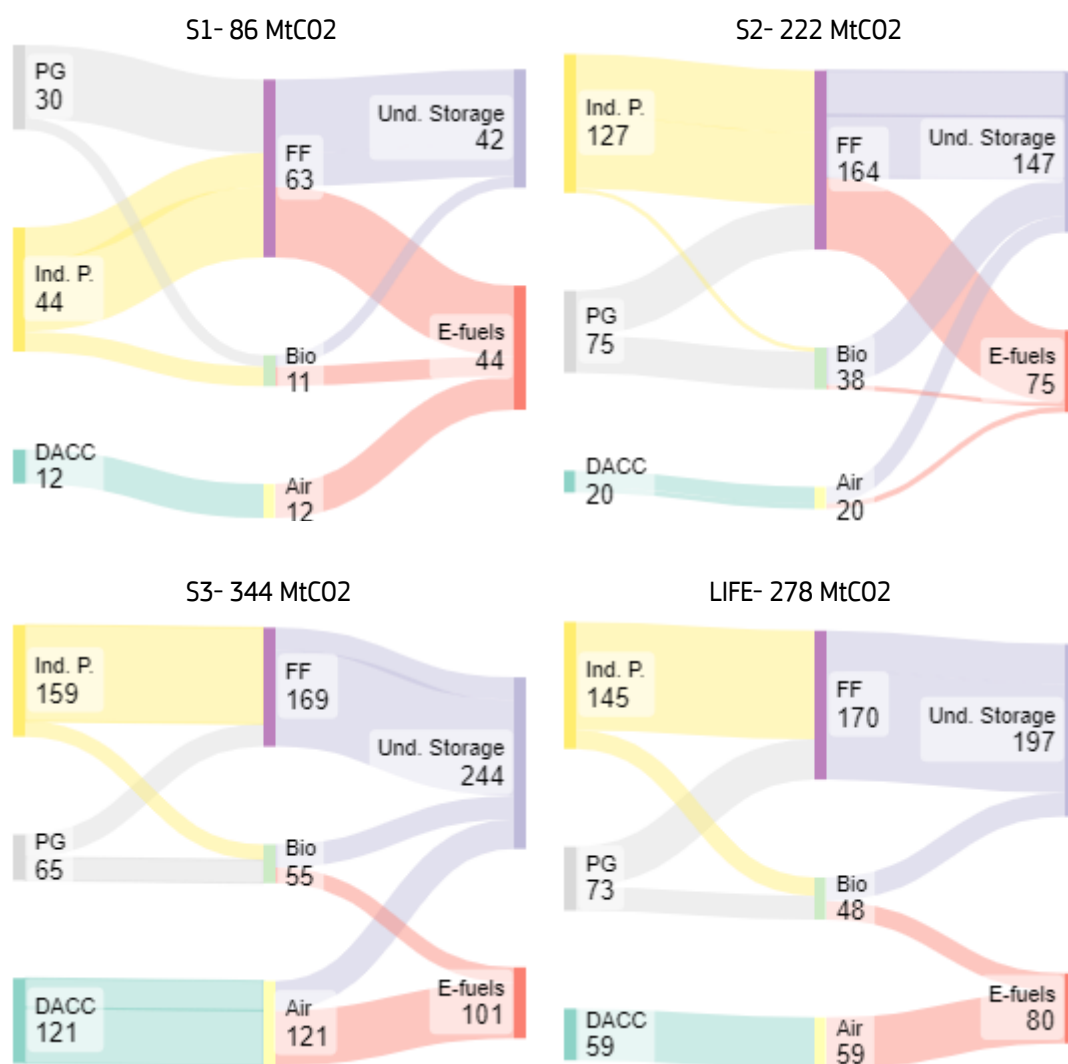 S1- 86 MtCO2
PG
30
Und. Storage
42
FF
63
Ind. P.
44
E-fuels
44
Bio
11
DACC
12
Air
12
S2- 222 MtCO2
Ind. P.
127
FF
164
Und. Storage
147
PG
75
Bio
38
E-fuels
75
DACC
20
Air
20
S3- 344 MtCO2
Ind. P.
159
FF
169
Und. Storage
244
PG
65
Bio
55
DACC
121
Air
121
E-fuels
101
LIFE- 278 MtCO2
Ind. P.
145
FF
170
Und. Storage
197
PG
73
Bio
48
E-fuels
80
DACC
59
Air
59